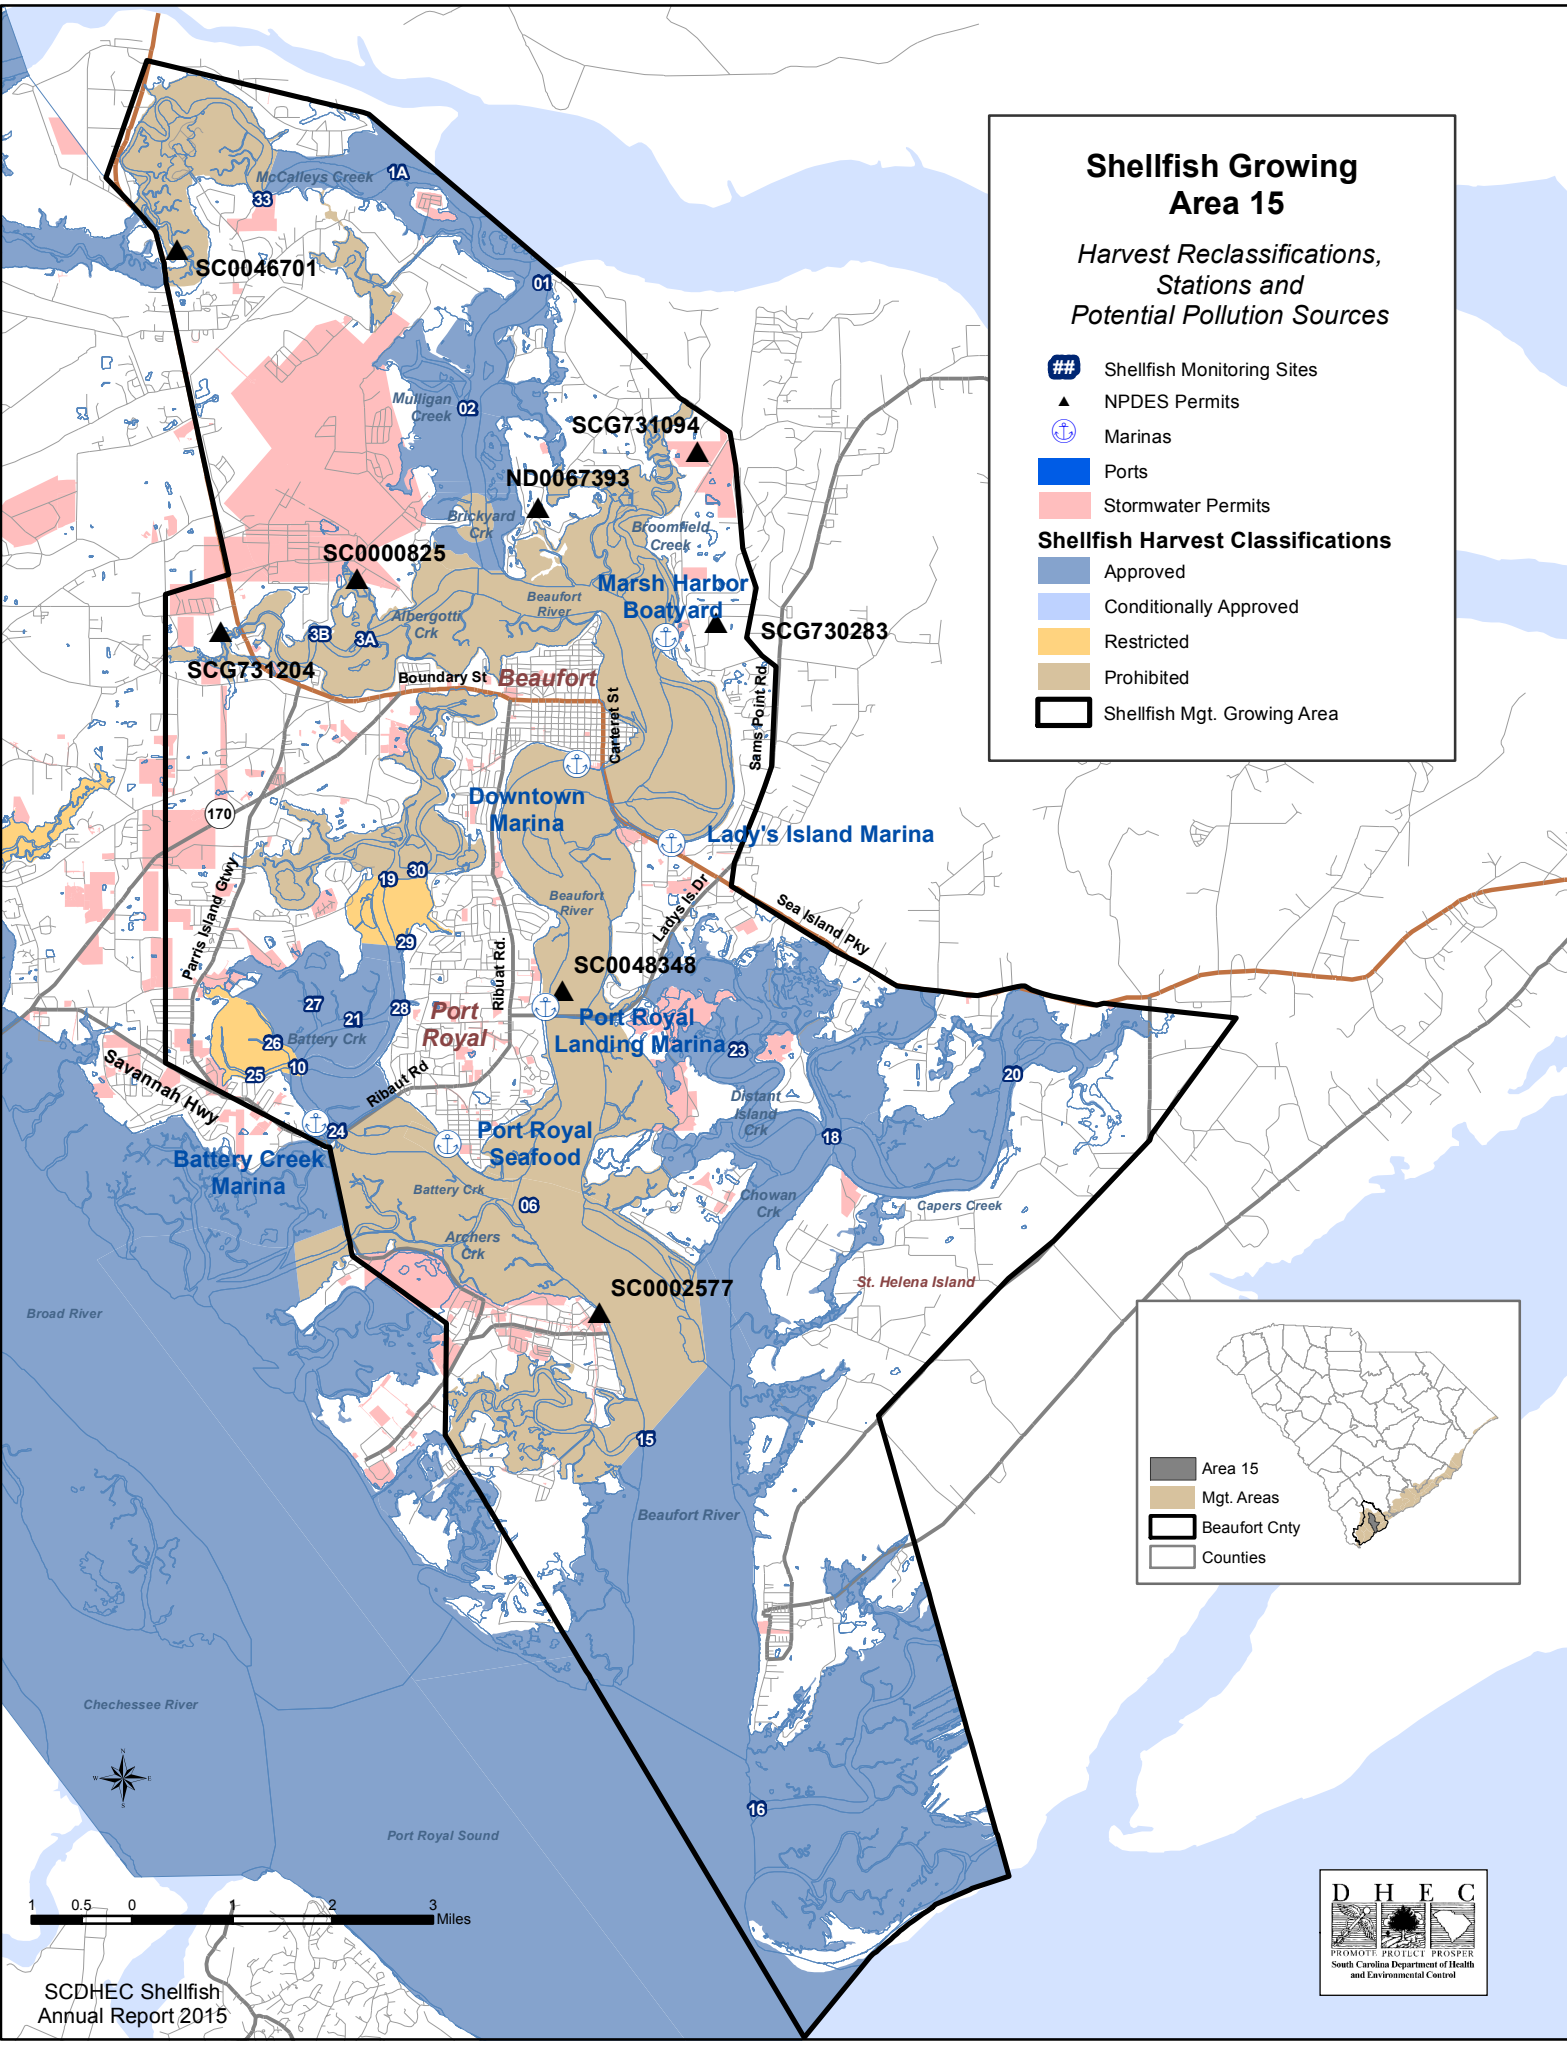 Shellfish Growing
Area 15
Harvest Reclassifications,
Stations and
Potential Pollution Sources
## Shellfish Monitoring Sites
NPDES Permits
Marinas
Ports
Stormwater Permits
Shellfish Harvest Classifications
Approved
Conditionally Approved
Restricted
Prohibited
Shellfish Mgt. Growing Area
McCalleys Creek
1A
33
SC0046701
01
Mulligan
Creek
02
SCG731094
ND0067393
Brickyard
Crk
Broomfield
Creek
SC0000825
Marsh Harbor
Boatyard
Beaufort
River
Albergotti
Crk
3B
3A
SCG730283
SCG731204
Boundary St
Beaufort
Carteret St
Sams Point Rd
Downtown
Marina
170
Lady's Island Marina
Parris Island Gtwy
19
30
Beaufort
River
Ladys Is. Dr
Sea Island Pky
29
Ribuat Rd.
SC0048348
27
21
28
Port
Royal
Port Royal
Landing Marina
26
Battery Crk
23
25
10
20
Savannah Hwy
Ribaut Rd
Distant
Island
Crk
24
Port Royal
Seafood
18
Battery Creek
Marina
Battery Crk
06
Chowan
Crk
Capers Creek
Archers
Crk
SC0002577
St. Helena Island
Broad River
15
Beaufort River
Area 15
Mgt. Areas
Beaufort Cnty
Counties
Chechessee River
N
W
E
S
16
Port Royal Sound
1 0.5 0 1 2 3
Miles
SCDHEC Shellfish
Annual Report 2015
D H E C
PROMOTE PROTECT PROSPER
South Carolina Department of Health
and Environmental Control